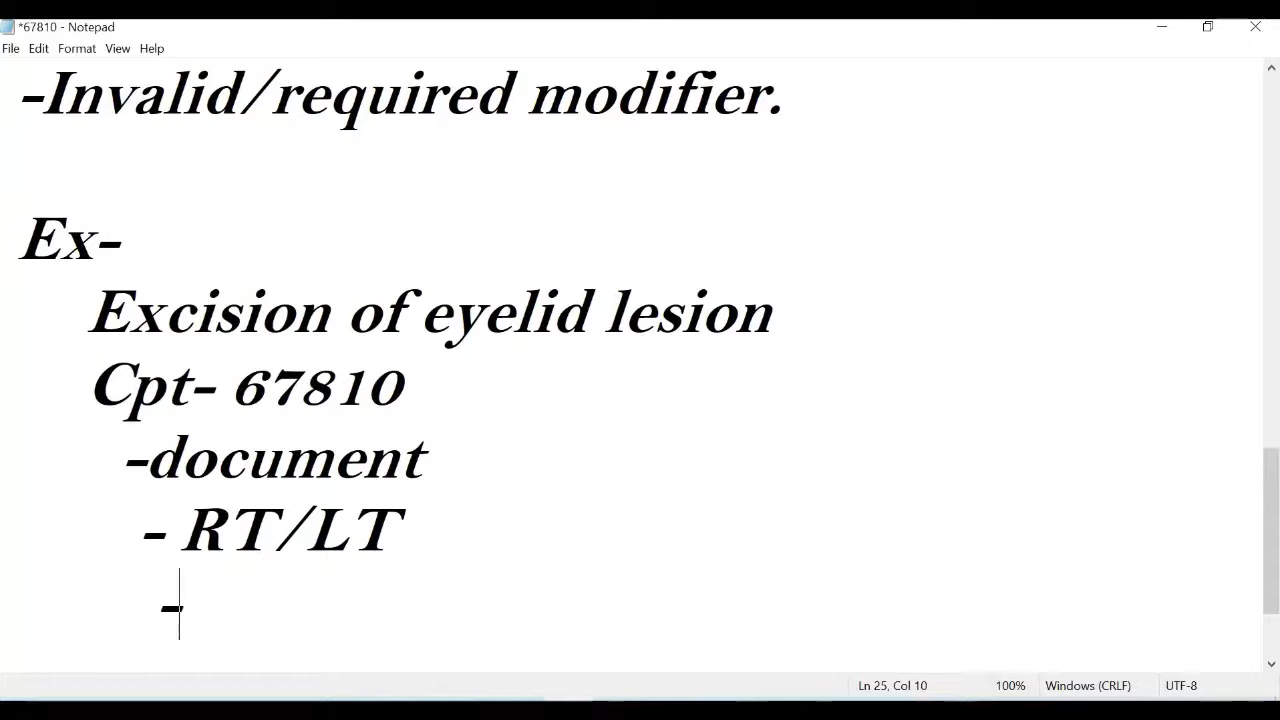 *67810 - Notepad
File Edit Format View Help
-Invalid/required modifier.
Ex-
Excision of eyelid lesion
Cpt- 67810
-document
- RT/LT
-
Ln 25, Col 10 100% Windows (CRLF) UTF-8